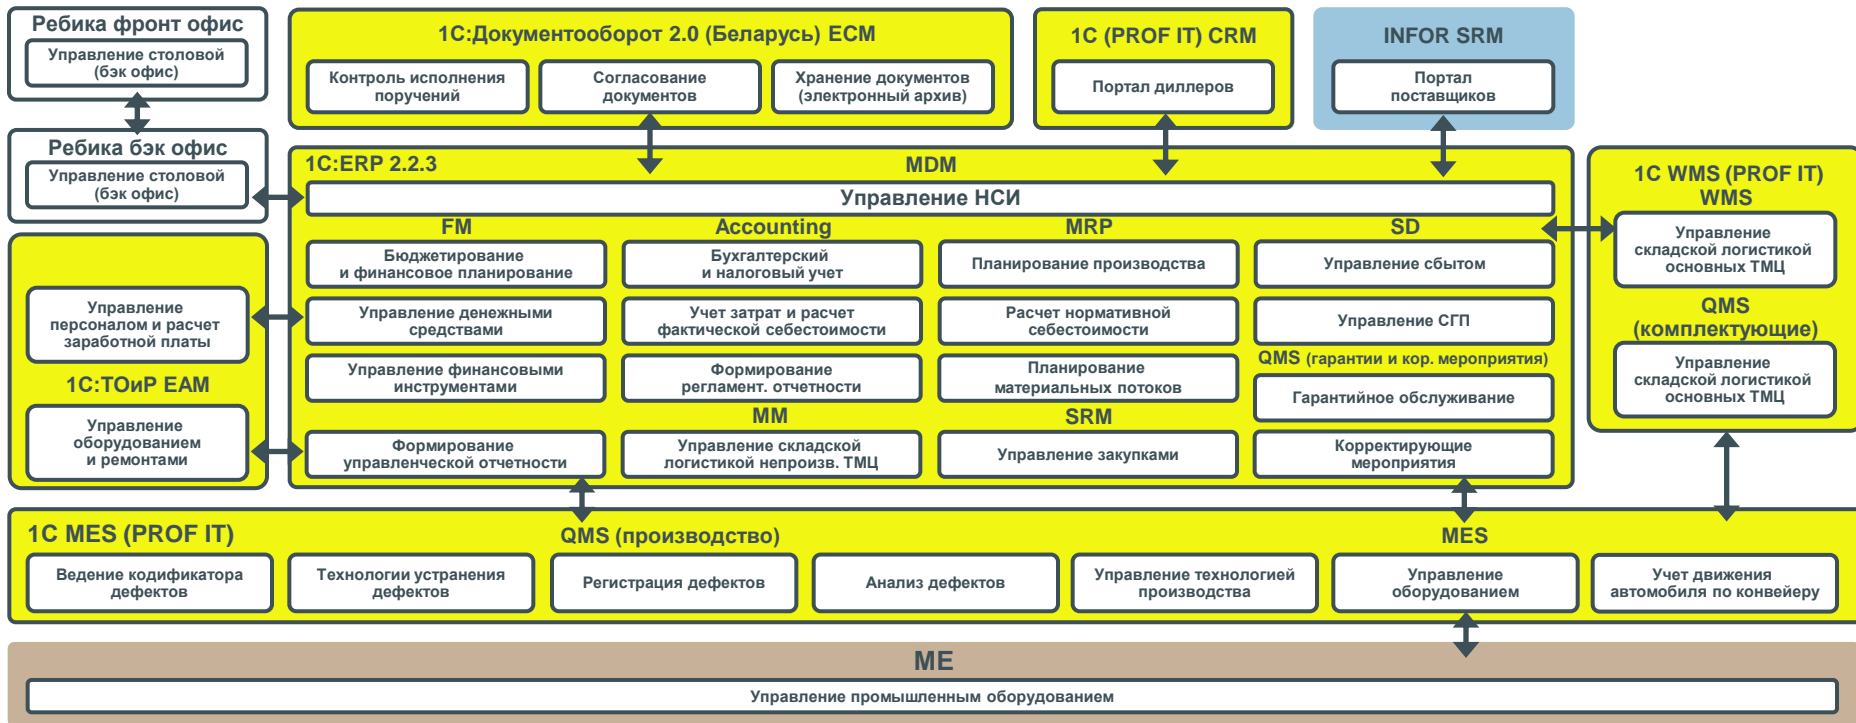 Ребика фронт офис
Управление столовой
(бэк офис)
Ребика бэк офис
Управление столовой
(бэк офис)
1С:Документооборот 2.0 (Беларусь) ECM
Контроль исполнения
поручений
Согласование
документов
Хранение документов
(электронный архив)
1С (PROF IT) CRM
Портал диллеров
INFOR SRM
Портал
поставщиков
1С:ERP 2.2.3
MDM
Управление НСИ
FM
Бюджетирование
и финансовое планирование
Управление денежными
средствами
Управление финансовыми
инструментами
Формирование
управленческой отчетности
Accounting
Бухгалтерский
и налоговый учет
Учет затрат и расчет
фактической себестоимости
Формирование
регламент. отчетности
MM
Управление складской
логистикой непроизв. ТМЦ
MRP
Планирование производства
Расчет нормативной
себестоимости
Планирование
материальных потоков
SRM
Управление закупками
SD
Управление сбытом
Управление СГП
QMS (гарантии и кор. мероприятия)
Гарантийное обслуживание
Корректирующие
мероприятия
Управление
персоналом и расчет
заработной платы
1С:ТОиР EAM
Управление
оборудованием
и ремонтами
1С WMS (PROF IT)
WMS
Управление
складской логистикой
основных ТМЦ
QMS
(комплектующие)
Управление
складской логистикой
основных ТМЦ
1С MES (PROF IT)
QMS (производство)
MES
Ведение кодификатора
дефектов
Технологии устранения
дефектов
Регистрация дефектов
Анализ дефектов
Управление технологией
производства
Управление
оборудованием
Учет движения
автомобиля по конвейеру
ME
Управление промышленным оборудованием